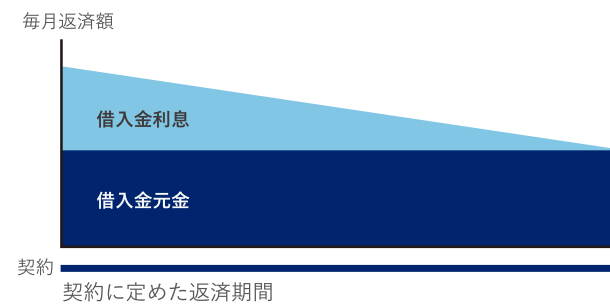 毎月返済額
借入金利息
借入金元金
契約
契約に定めた返済期間